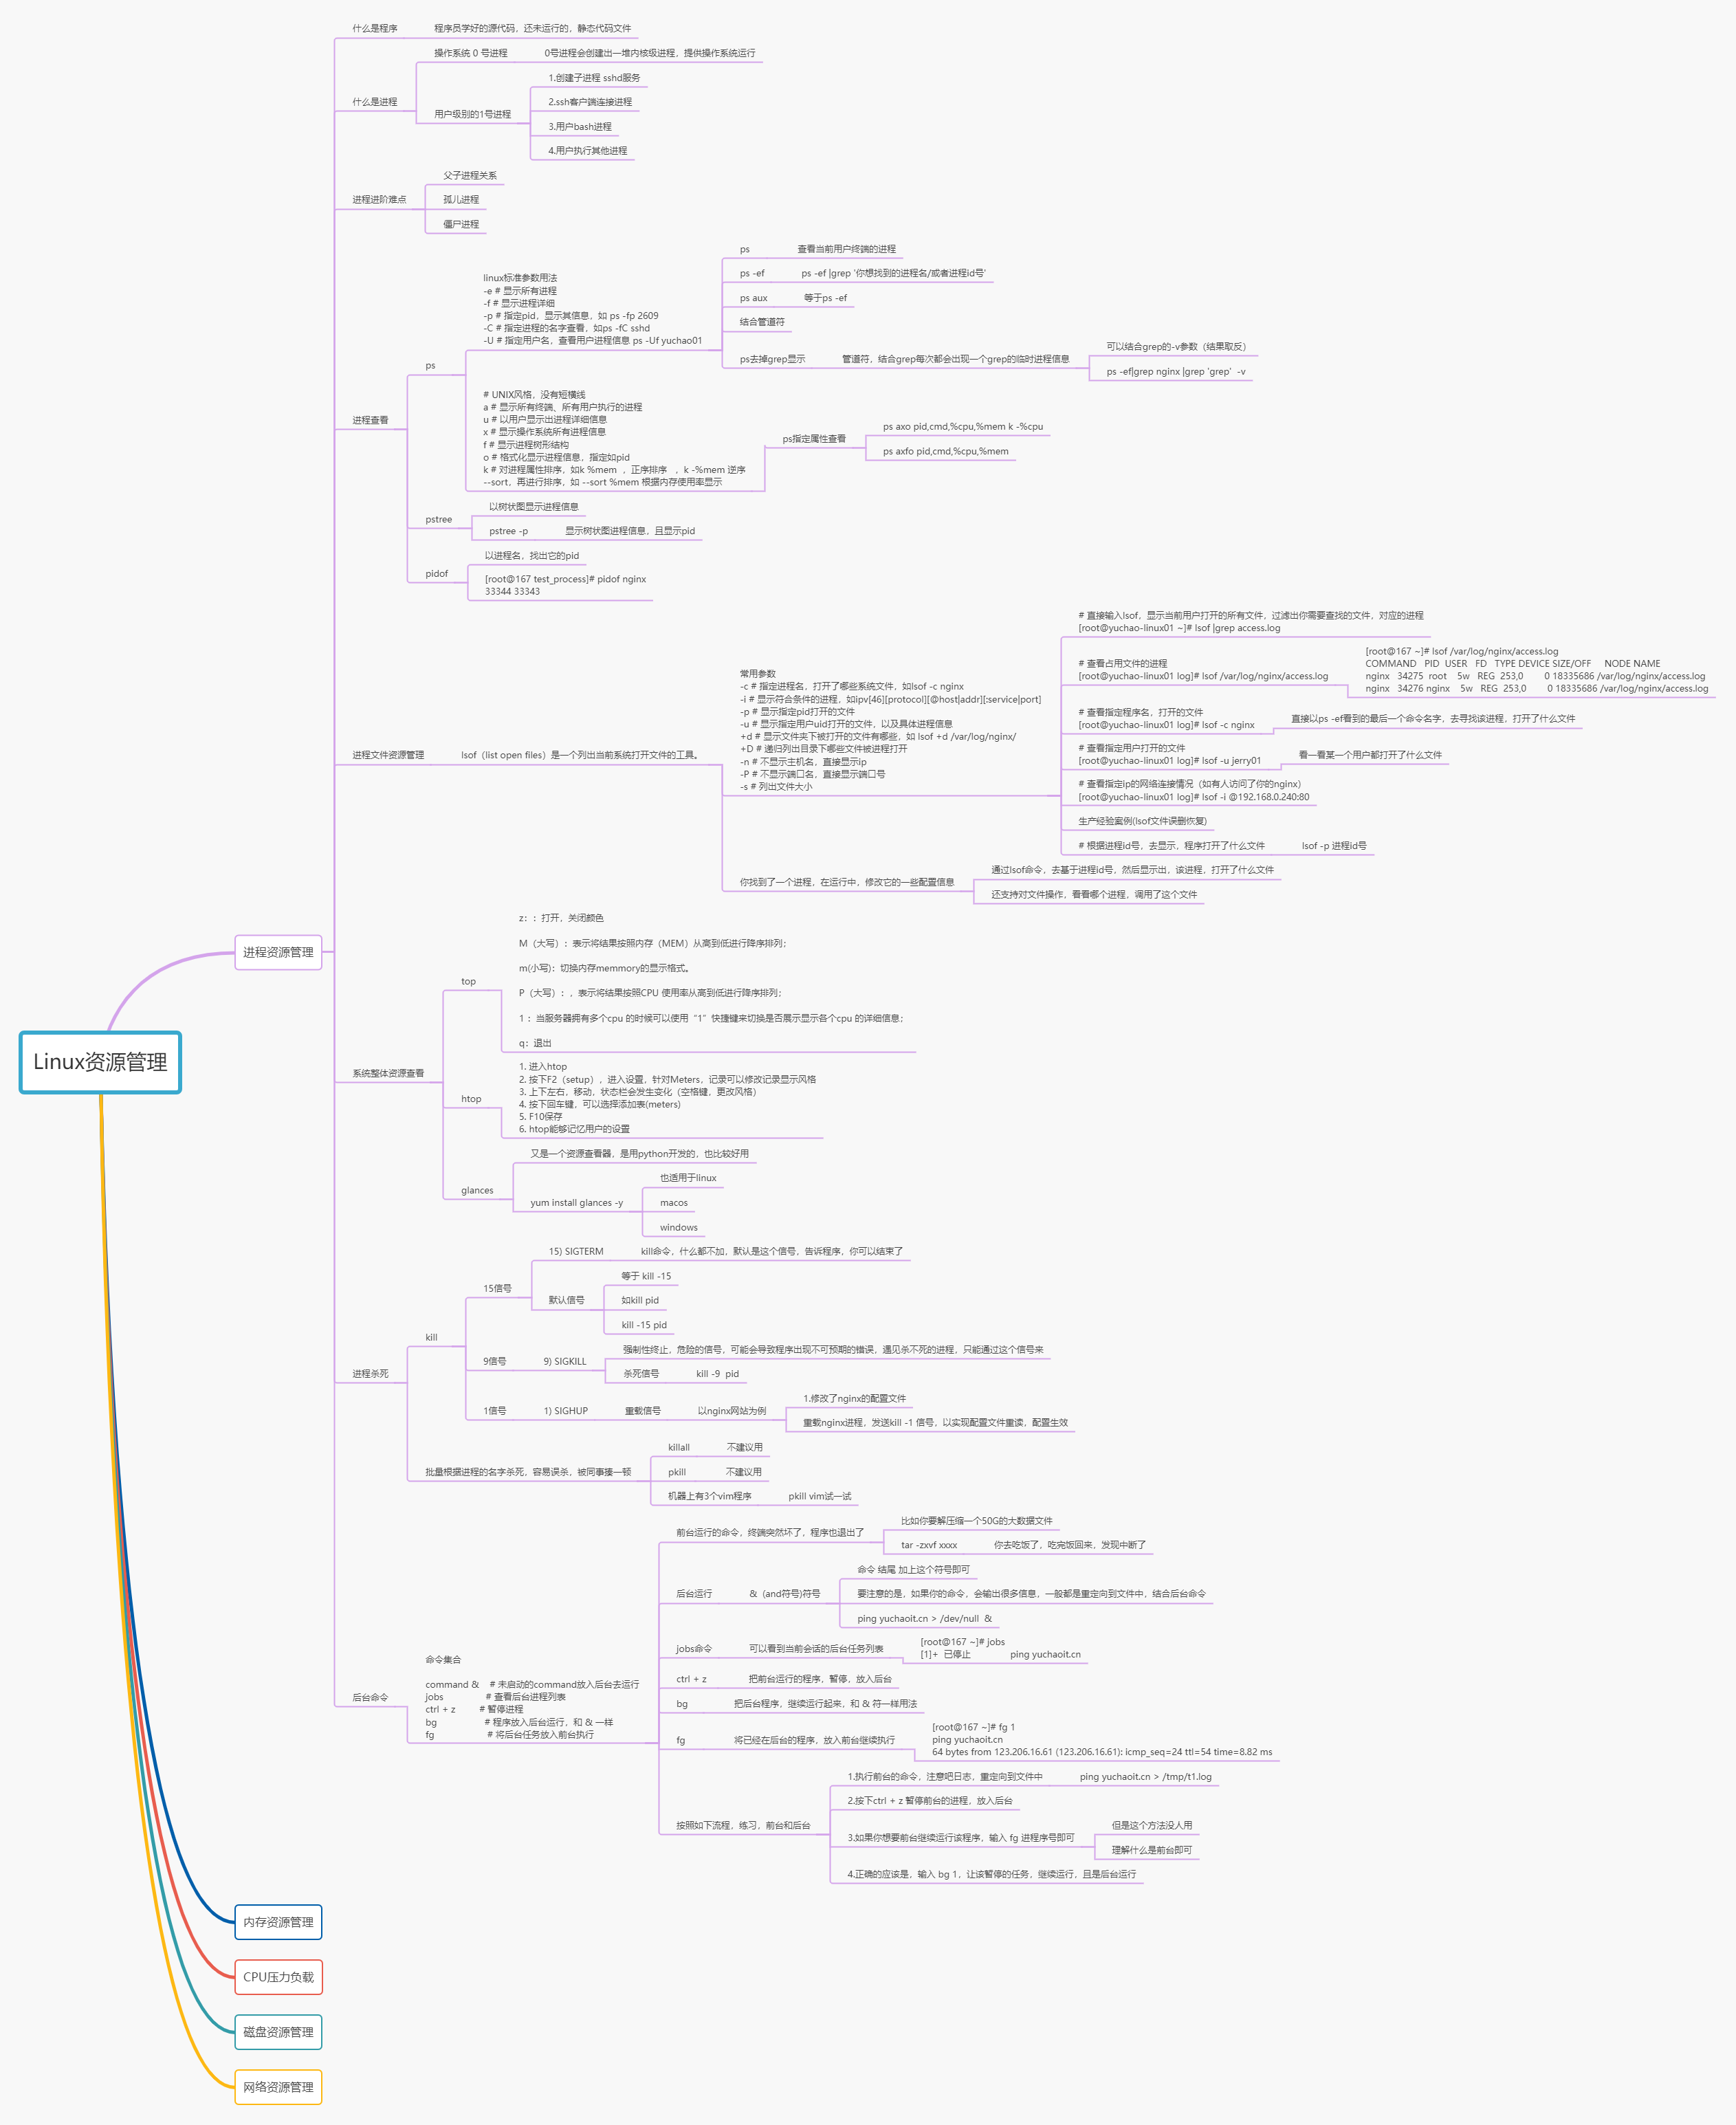 Linux资源管理
进程资源管理
什么是程序
程序员学好的源代码，还未运行的，静态代码文件
什么是进程
操作系统 0 号进程
0号进程会创建出一堆内核级进程，提供操作系统运行
用户级别的1号进程
1.创建子进程 sshd服务
2.ssh客户端连接进程
3.用户bash进程
4.用户执行其他进程
进程进阶难点
父子进程关系
孤儿进程
僵尸进程
进程查看
ps
linux标准参数用法
-e # 显示所有进程
-f # 显示进程详细
-p # 指定pid，显示其信息，如 ps -fp 2609
-C # 指定进程的名字查看，如ps -fC sshd
-U # 指定用户名，查看用户进程信息 ps -Uf yuchao01
ps
查看当前用户终端的进程
ps -ef
ps -ef |grep '你想找到的进程名/或者进程id号'
ps aux
等于ps -ef
结合管道符
ps去掉grep显示
管道符，结合grep每次都会出现一个grep的临时进程信息
可以结合grep的-v参数（结果取反）
ps -ef|grep nginx |grep 'grep'  -v
# UNIX风格，没有短横线
a # 显示所有终端、所有用户执行的进程
u # 以用户显示出进程详细信息
x # 显示操作系统所有进程信息
f # 显示进程树形结构
o # 格式化显示进程信息，指定如pid
k # 对进程属性排序，如k %mem ，正序排序 ，k -%mem 逆序
--sort，再进行排序，如 --sort %mem 根据内存使用率显示
ps指定属性查看
ps axo pid,cmd,%cpu,%mem k -%cpu
ps axfo pid,cmd,%cpu,%mem
pstree
以树状图显示进程信息
pstree -p
显示树状图进程信息，且显示pid
pidof
以进程名，找出它的pid
[root@167 test_process]# pidof nginx
33344 33343
进程文件资源管理
lsof（list open files）是一个列出当前系统打开文件的工具。
常用参数
-c # 指定进程名，打开了哪些系统文件，如lsof -c nginx
-i # 显示符合条件的进程，如ipv[46][protocol][@host|addr][:service|port]
-p # 显示指定pid打开的文件
-u # 显示指定用户uid打开的文件，以及具体进程信息
+d # 显示文件夹下被打开的文件有哪些，如 lsof +d /var/log/nginx/
+D # 递归列出目录下哪些文件被进程打开
-n # 不显示主机名，直接显示ip
-P # 不显示端口名，直接显示端口号
-s # 列出文件大小
# 直接输入lsof，显示当前用户打开的所有文件，过滤出你需要查找的文件，对应的进程
[root@yuchao-linux01 ~]# lsof |grep access.log
# 查看占用文件的进程
[root@yuchao-linux01 log]# lsof /var/log/nginx/access.log
[root@167 ~]# lsof /var/log/nginx/access.log
COMMAND   PID  USER   FD   TYPE DEVICE SIZE/OFF     NODE NAME
nginx   34275  root    5w   REG  253,0        0 18335686 /var/log/nginx/access.log
nginx   34276 nginx    5w   REG  253,0        0 18335686 /var/log/nginx/access.log
# 查看指定程序名，打开的文件
[root@yuchao-linux01 log]# lsof -c nginx
直接以ps -ef看到的最后一个命令名字，去寻找该进程，打开了什么文件
# 查看指定用户打开的文件
[root@yuchao-linux01 log]# lsof -u jerry01
看一看某一个用户都打开了什么文件
# 查看指定ip的网络连接情况（如有人访问了你的nginx）
[root@yuchao-linux01 log]# lsof -i @192.168.0.240:80
生产经验案例(lsof文件误删恢复)
# 根据进程id号，去显示，程序打开了什么文件
lsof -p 进程id号
你找到了一个进程，在运行中，修改它的一些配置信息
通过lsof命令，去基于进程id号，然后显示出，该进程，打开了什么文件
还支持对文件操作，看看哪个进程，调用了这个文件
系统整体资源查看
top
z：：打开，关闭颜色
M（大写）：表示将结果按照内存（MEM）从高到低进行降序排列；
m(小写)：切换内存memmory的显示格式。
P（大写）：，表示将结果按照CPU 使用率从高到低进行降序排列；
1 ：当服务器拥有多个cpu 的时候可以使用“1”快捷键来切换是否展示显示各个cpu 的详细信息；
q：退出
htop
1. 进入htop
2. 按下F2（setup），进入设置，针对Meters，记录可以修改记录显示风格
3. 上下左右，移动，状态栏会发生变化（空格键，更改风格）
4. 按下回车键，可以选择添加表(meters)
5. F10保存
6. htop能够记忆用户的设置
glances
又是一个资源查看器，是用python开发的，也比较好用
yum install glances -y
也适用于linux
macos
windows
进程杀死
kill
15信号
15) SIGTERM
kill命令，什么都不加，默认是这个信号，告诉程序，你可以结束了
默认信号
等于 kill -15
如kill pid
kill -15 pid
9信号
9) SIGKILL
强制性终止，危险的信号，可能会导致程序出现不可预期的错误，遇见杀不死的进程，只能通过这个信号来
杀死信号
kill -9  pid
1信号
1) SIGHUP
重载信号
以nginx网站为例
1.修改了nginx的配置文件
重载nginx进程，发送kill -1 信号，以实现配置文件重读，配置生效
批量根据进程的名字杀死，容易误杀，被同事揍一顿
killall
不建议用
pkill
不建议用
机器上有3个vim程序
pkill vim试一试
后台命令
命令集合
command &    # 未启动的command放入后台去运行
jobs    # 查看后台进程列表
ctrl + z    # 暂停进程
bg    # 程序放入后台运行，和 & 一样
fg    # 将后台任务放入前台执行
前台运行的命令，终端突然坏了，程序也退出了
比如你要解压缩一个50G的大数据文件
tar -zxvf xxxx
你去吃饭了，吃完饭回来，发现中断了
后台运行
&  (and符号)符号
命令 结尾 加上这个符号即可
要注意的是，如果你的命令，会输出很多信息，一般都是重定向到文件中，结合后台命令
ping yuchaoit.cn > /dev/null  &
jobs命令
可以看到当前会话的后台任务列表
[root@167 ~]# jobs
[1]+  已停止               ping yuchaoit.cn
ctrl + z
把前台运行的程序，暂停，放入后台
bg
把后台程序，继续运行起来，和 & 符一样用法
fg
将已经在后台的程序，放入前台继续执行
[root@167 ~]# fg 1
ping yuchaoit.cn
64 bytes from 123.206.16.61 (123.206.16.61): icmp_seq=24 ttl=54 time=8.82 ms
按照如下流程，练习，前台和后台
1.执行前台的命令，注意吧日志，重定向到文件中
ping yuchaoit.cn > /tmp/t1.log
2.按下ctrl + z 暂停前台的进程，放入后台
3.如果你想要前台继续运行该程序，输入 fg 进程序号即可
但是这个方法没人用
理解什么是前台即可
4.正确的应该是，输入 bg 1，让该暂停的任务，继续运行，且是后台运行
内存资源管理
CPU压力负载
磁盘资源管理
网络资源管理